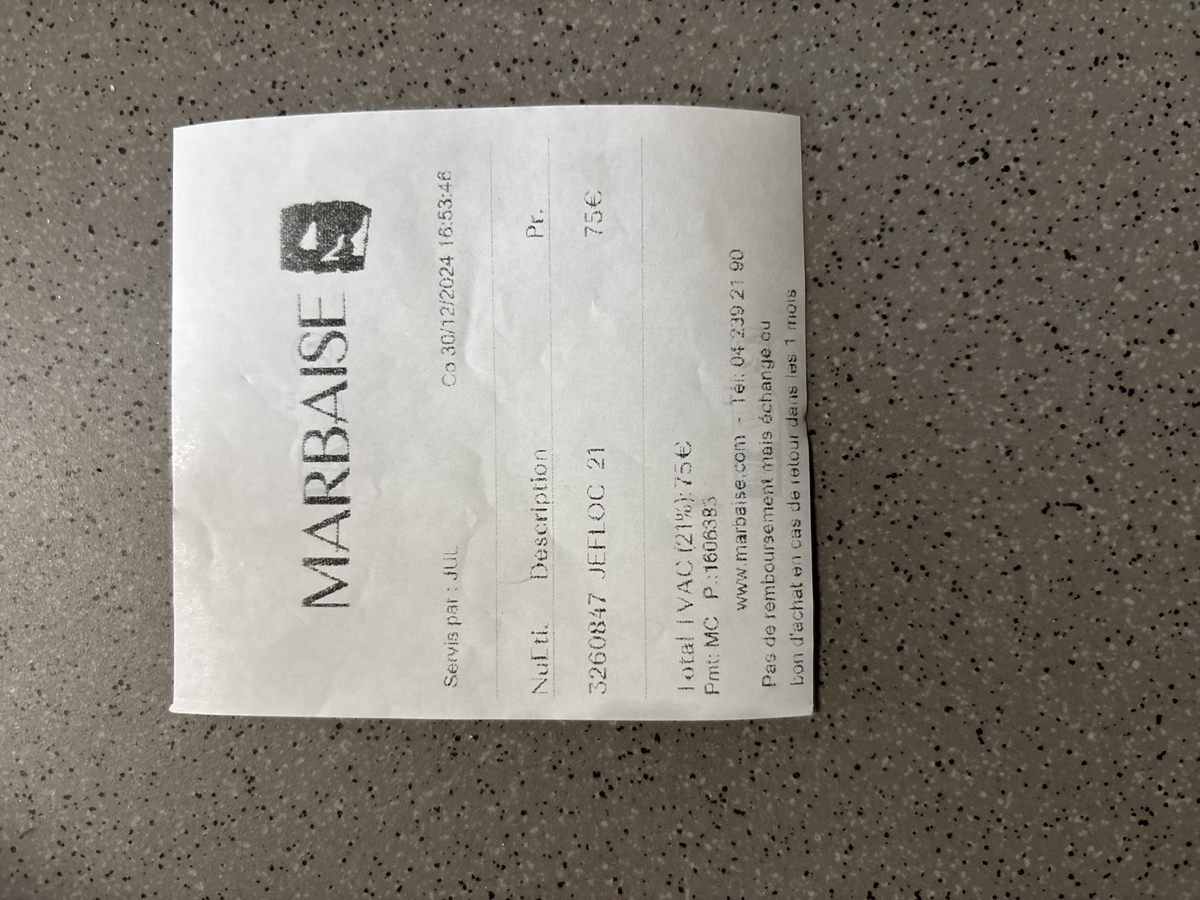 MARBAISE
Servis par : JUL Co 30/12/2024 16:53:46
NuEti. Description Pr.
3260847 JEFLOC 21 75€
Total TVAC (21%):75€
Pmt: MC P.:1606383
www.marbaise.com - Tél: 04 239 21 90
Pas de remboursement mais échange ou
bon d'achat en cas de retour dans les 1 mois